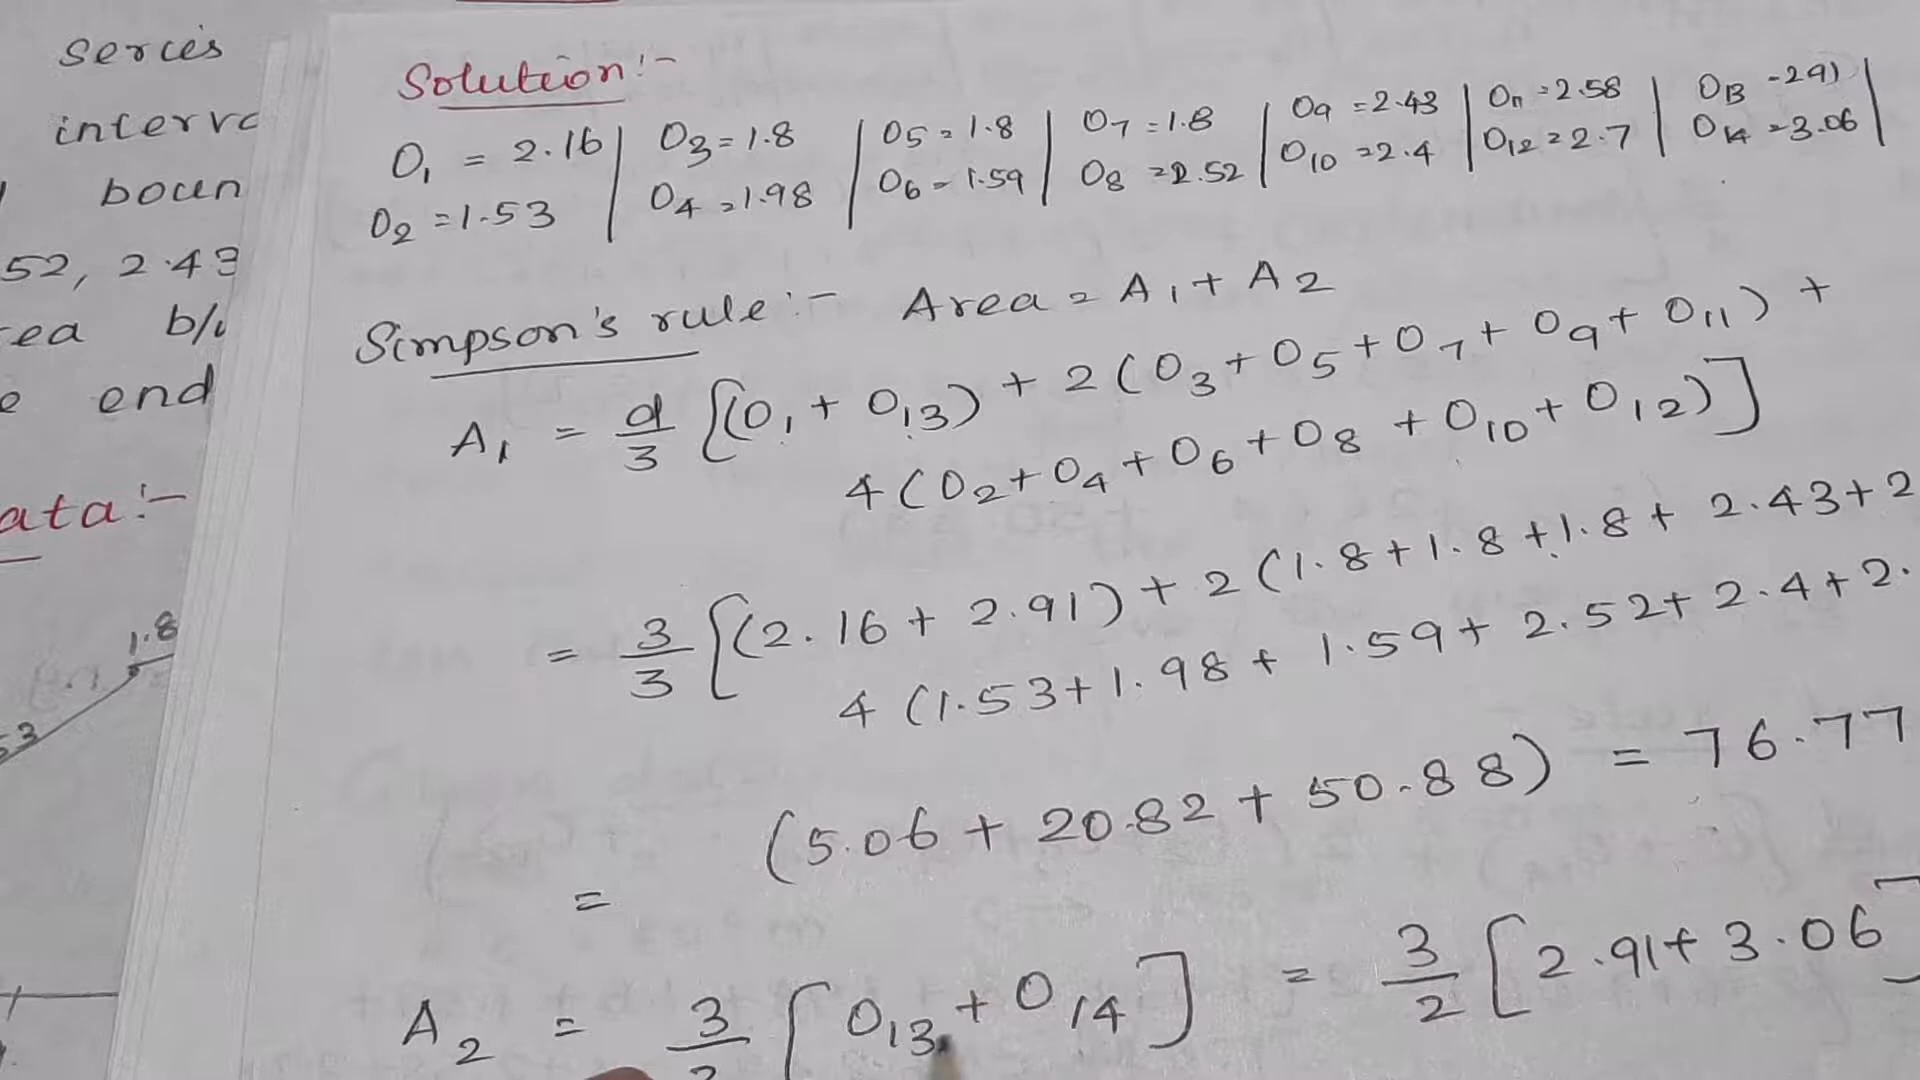 series
interva
boun
52, 2.43
ea b/w
e end
ata:-
1.8
53
Solution:-
O1 = 2.16 | O3 = 1.8 | O5 = 1.8 | O7 = 1.8 | O9 = 2.43 | O11 = 2.58 | O13 - 2.91 |
O2 = 1.53 | O4 = 1.98 | O6 = 1.59 | O8 = 2.52 | O10 = 2.4 | O12 = 2.7 | O14 = 3.06 |
Simpson's rule:- Area = A1 + A2
A1 = d/3 [(O1 + O13) + 2 (O3 + O5 + O7 + O9 + O11) +
4 (O2 + O4 + O6 + O8 + O10 + O12)]
= 3/3 [(2.16 + 2.91) + 2 (1.8 + 1.8 + 1.8 + 2.43 + 2
4 (1.53 + 1.98 + 1.59 + 2.52 + 2.4 + 2.
= (5.06 + 20.82 + 50.88) = 76.77
A2 = 3/2 [O13 + O14] = 3/2 [2.91 + 3.06]